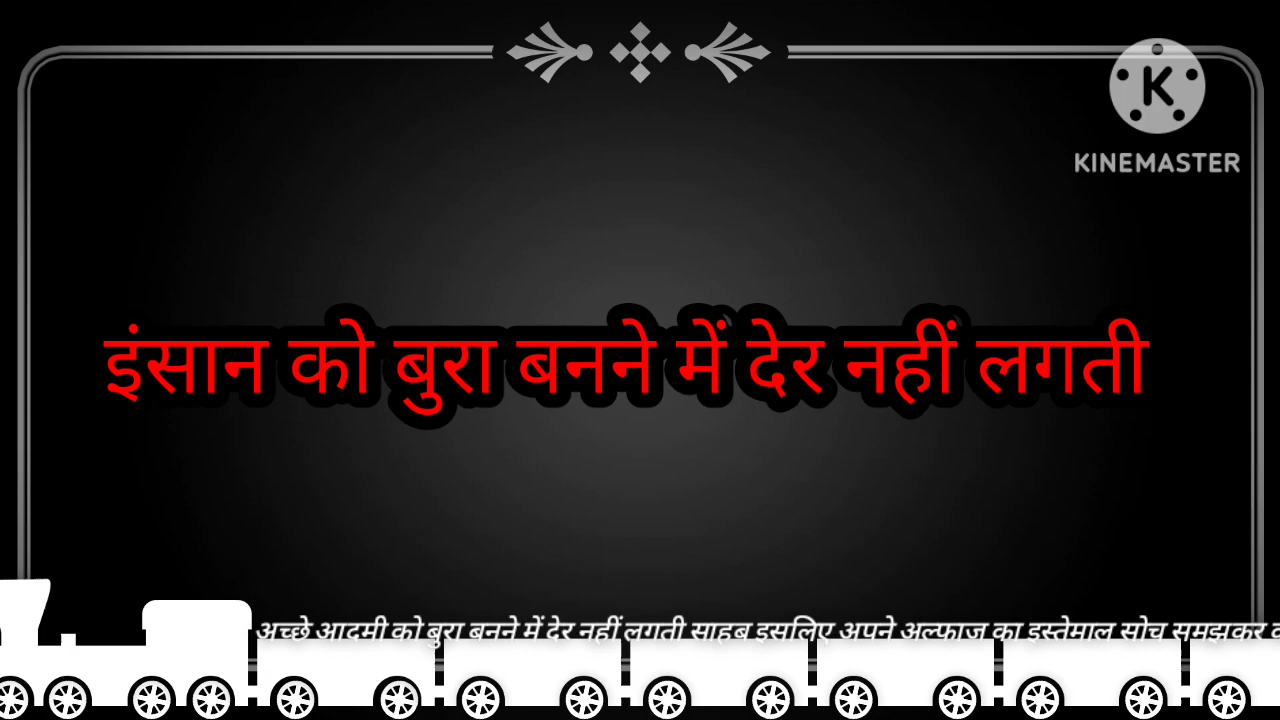 K
KINEMASTER
इंसान को बुरा बनने में देर नहीं लगती
अच्छे आदमी को बुरा बनने में देर नहीं लगती साहब इसलिए अपने अल्फाज का इस्तेमाल सोच समझकर